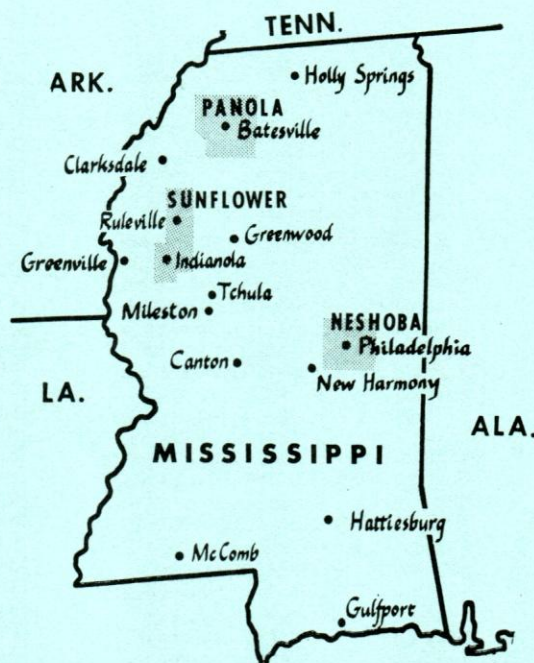 TENN.
ARK.
Holly Springs
PANOLA
Batesville
Clarksdale
SUNFLOWER
Ruleville
Greenwood
Greenville
Indianola
Tchula
Mileston
NESHOBA
Philadelphia
Canton
New Harmony
LA.
ALA.
MISSISSIPPI
Hattiesburg
McComb
Gulfport